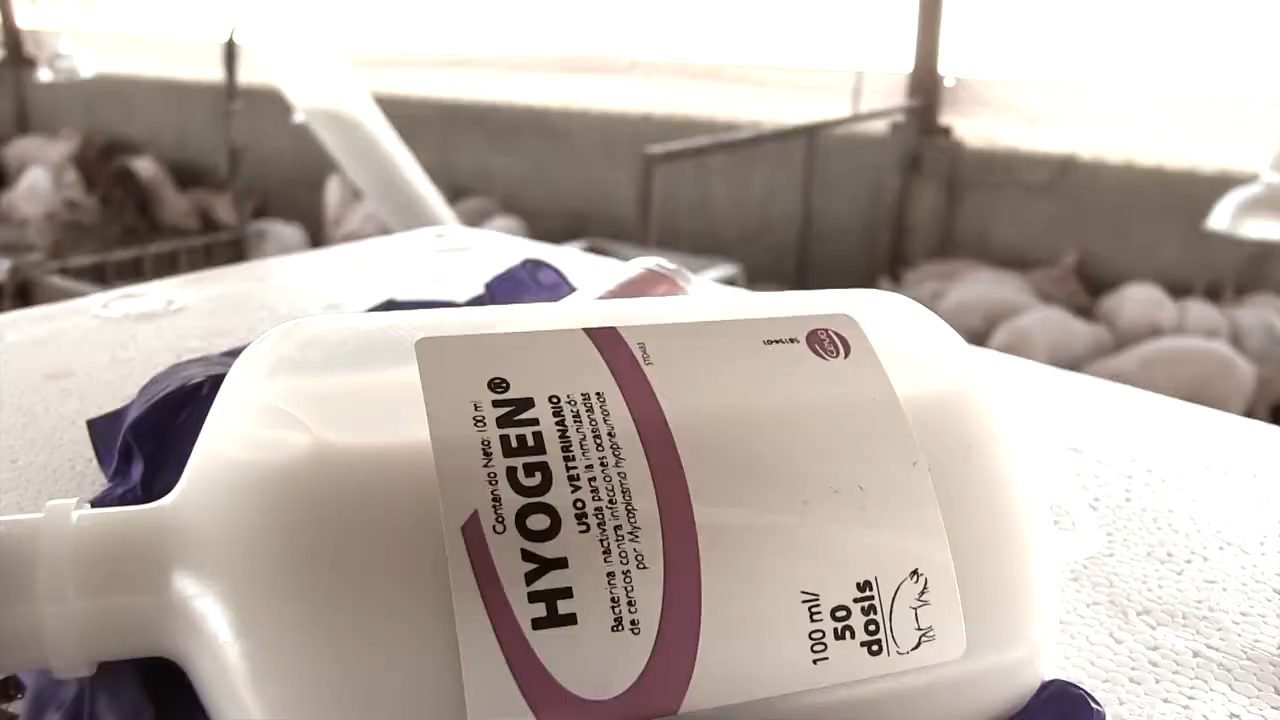 Contenido Neto: 100 ml
HYOGEN®
USO VETERINARIO
Bacterina inactivada para la inmunización
de cerdos contra infecciones ocasionadas
por Mycoplasma hyopneumoniae
100 ml/
50
dosis
ceva